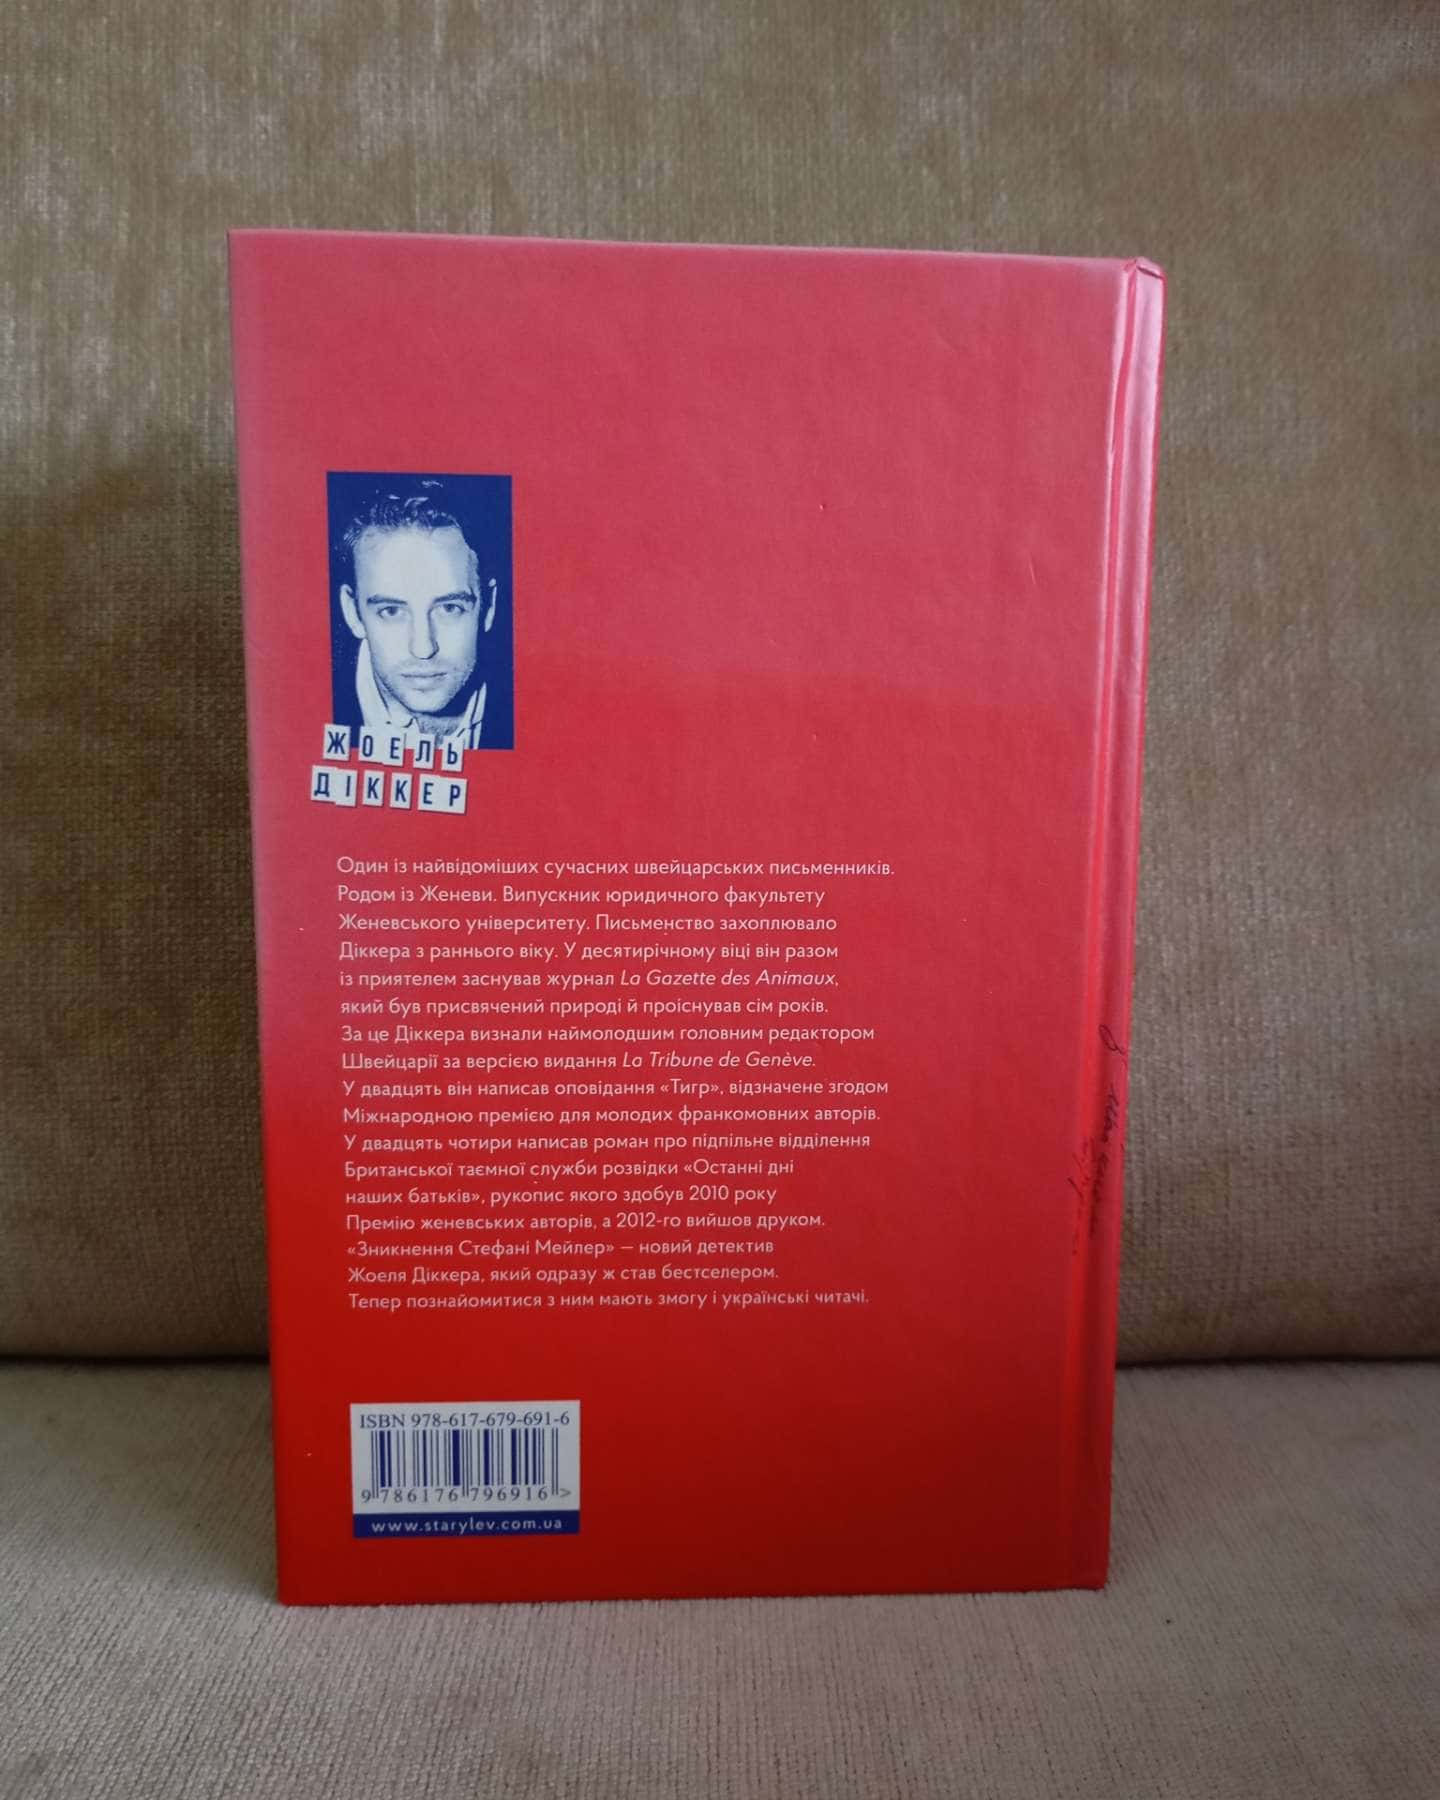 ЖОЕЛЬ
ДІККЕР
Один із найвідоміших сучасних швейцарських письменників.
Родом із Женеви. Випускник юридичного факультету
Женевського університету. Письменство захоплювало
Діккера з раннього віку. У десятирічному віці він разом
із приятелем заснував журнал La Gazette des Animaux,
який був присвячений природі й проіснував сім років.
За це Діккера визнали наймолодшим головним редактором
Швейцарії за версією видання La Tribune de Genève.
У двадцять він написав оповідання «Тигр», відзначене згодом
Міжнародною премією для молодих франкомовних авторів.
У двадцять чотири написав роман про підпільне відділення
Британської таємної служби розвідки «Останні дні
наших батьків», рукопис якого здобув 2010 року
Премію женевських авторів, а 2012-го вийшов друком.
«Зникнення Стефані Мейлер» — новий детектив
Жоеля Діккера, який одразу ж став бестселером.
Тепер познайомитися з ним мають змогу і українські читачі.
ISBN 978-617-679-691-6
9 786176 796916 >
www.starylev.com.ua